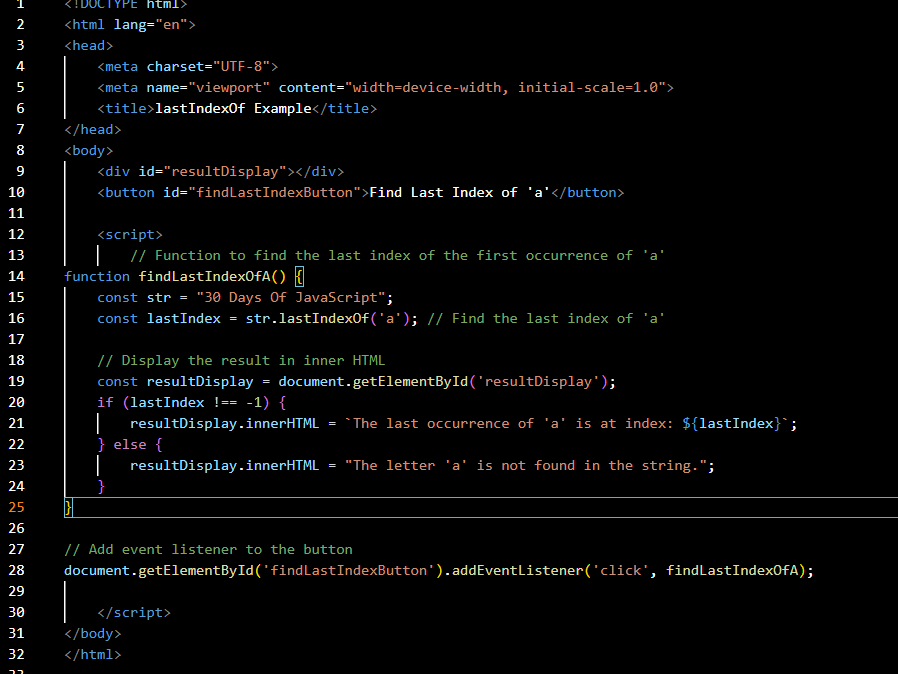 1 <!DOCTYPE html>
2 <html lang="en">
3 <head>
4     <meta charset="UTF-8">
5     <meta name="viewport" content="width=device-width, initial-scale=1.0">
6     <title>lastIndexOf Example</title>
7 </head>
8 <body>
9     <div id="resultDisplay"></div>
10     <button id="findLastIndexButton">Find Last Index of 'a'</button>
11
12     <script>
13         // Function to find the last index of the first occurrence of 'a'
14 function findLastIndexOfA() {
15     const str = "30 Days Of JavaScript";
16     const lastIndex = str.lastIndexOf('a'); // Find the last index of 'a'
17
18     // Display the result in inner HTML
19     const resultDisplay = document.getElementById('resultDisplay');
20     if (lastIndex !== -1) {
21         resultDisplay.innerHTML = `The last occurrence of 'a' is at index: ${lastIndex}`;
22     } else {
23         resultDisplay.innerHTML = "The letter 'a' is not found in the string.";
24     }
25 }
26
27 // Add event listener to the button
28 document.getElementById('findLastIndexButton').addEventListener('click', findLastIndexOfA);
29
30     </script>
31 </body>
32 </html>
33